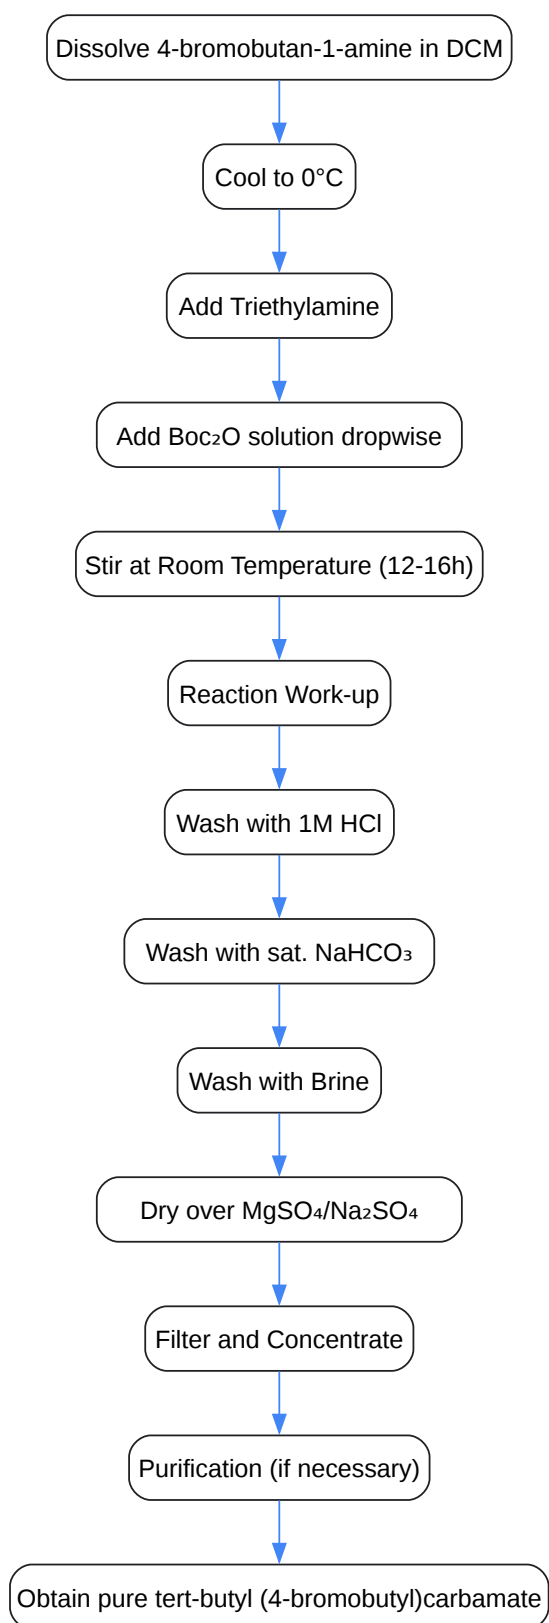 Dissolve 4-bromobutan-1-amine in DCM
Cool to 0°C
Add Triethylamine
Add Boc₂O solution dropwise
Stir at Room Temperature (12-16h)
Reaction Work-up
Wash with 1M HCl
Wash with sat. NaHCO₃
Wash with Brine
Dry over MgSO₄/Na₂SO₄
Filter and Concentrate
Purification (if necessary)
Obtain pure tert-butyl (4-bromobutyl)carbamate